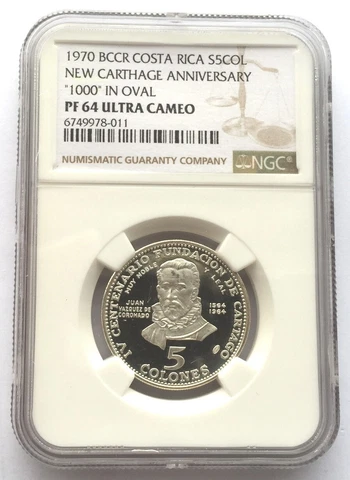 1970 BCCR COSTA RICA S5COL
NEW CARTHAGE ANNIVERSARY
"1000" IN OVAL
PF 64 ULTRA CAMEO
6749978-011
NUMISMATIC GUARANTY COMPANY
NGC
IV CENTENARIO FUNDACION DE CARTAGO
MUY NOBLE Y LEAL
JUAN
VAZQUEZ DE
CORONADO
1564
1964
5
COLONES